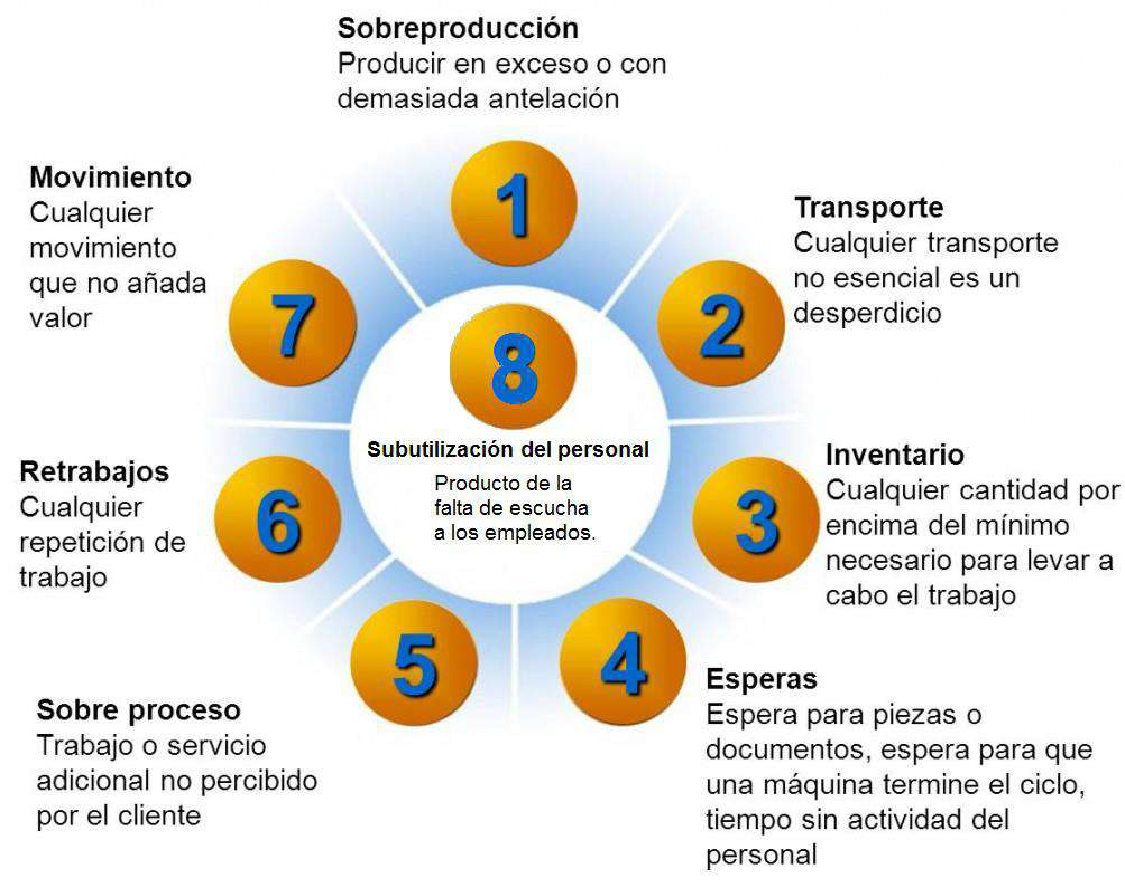 Sobreproducción
Producir en exceso o con
demasiada antelación
1
Transporte
Cualquier transporte
no esencial es un
desperdicio
2
Inventario
Cualquier cantidad por
encima del mínimo
necesario para levar a
cabo el trabajo
3
Esperas
Espera para piezas o
documentos, espera para que
una máquina termine el ciclo,
tiempo sin actividad del
personal
4
Sobre proceso
Trabajo o servicio
adicional no percibido
por el cliente
5
Retrabajos
Cualquier
repetición de
trabajo
6
Movimiento
Cualquier
movimiento
que no añada
valor
7
8
Subutilización del personal
Producto de la
falta de escucha
a los empleados.